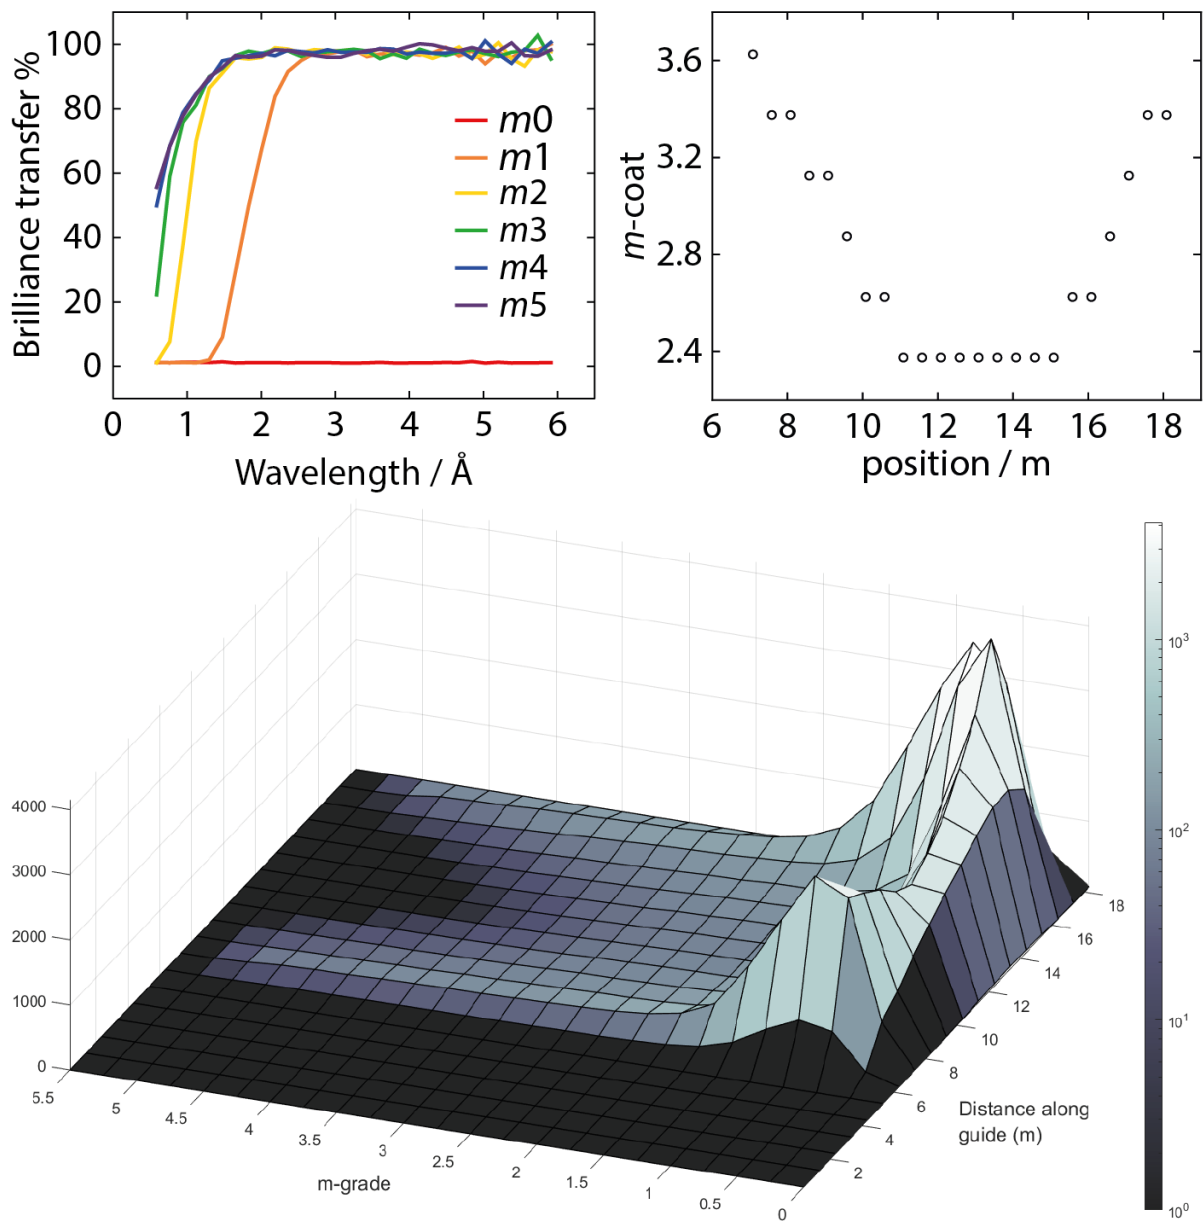 Brilliance transfer %
100
80
60
40
20
0
m0
m1
m2
m3
m4
m5
0 1 2 3 4 5 6
Wavelength / Å
m-coat
3.6
3.2
2.8
2.4
6 8 10 12 14 16 18
position / m
4000
3000
2000
1000
0
5.5
5
4.5
4
3.5
3
2.5
2
1.5
1
0.5
0
m-grade
2
4
6
8
10
12
14
16
18
Distance along
guide (m)
10³
10²
10¹
10⁰